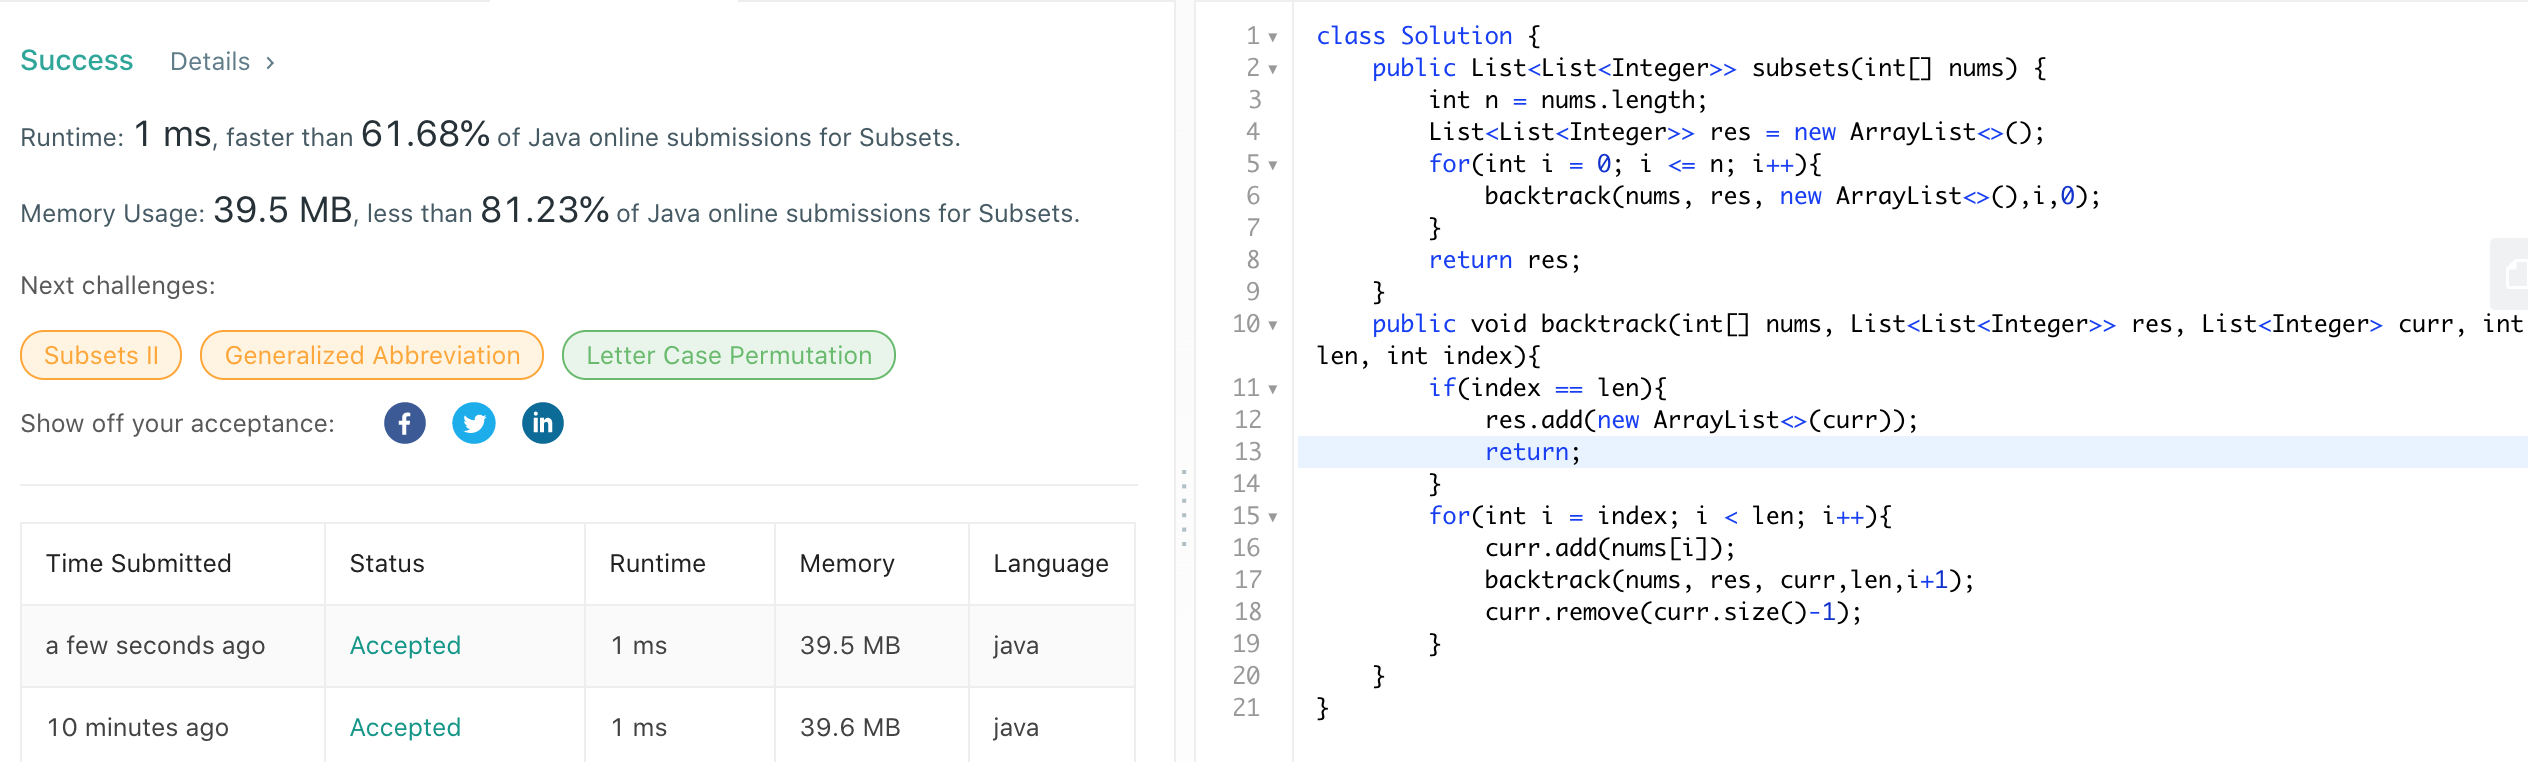 Success Details ›
Runtime: 1 ms, faster than 61.68% of Java online submissions for Subsets.
Memory Usage: 39.5 MB, less than 81.23% of Java online submissions for Subsets.
Next challenges:
Subsets II Generalized Abbreviation Letter Case Permutation
Show off your acceptance: f in
Time Submitted Status Runtime Memory Language
a few seconds ago Accepted 1 ms 39.5 MB java
10 minutes ago Accepted 1 ms 39.6 MB java
1 class Solution {
2     public List<List<Integer>> subsets(int[] nums) {
3         int n = nums.length;
4         List<List<Integer>> res = new ArrayList<>();
5         for(int i = 0; i <= n; i++){
6             backtrack(nums, res, new ArrayList<>(),i,0);
7         }
8         return res;
9     }
10     public void backtrack(int[] nums, List<List<Integer>> res, List<Integer> curr, int
len, int index){
11         if(index == len){
12             res.add(new ArrayList<>(curr));
13             return;
14         }
15         for(int i = index; i < len; i++){
16             curr.add(nums[i]);
17             backtrack(nums, res, curr,len,i+1);
18             curr.remove(curr.size()-1);
19         }
20     }
21 }